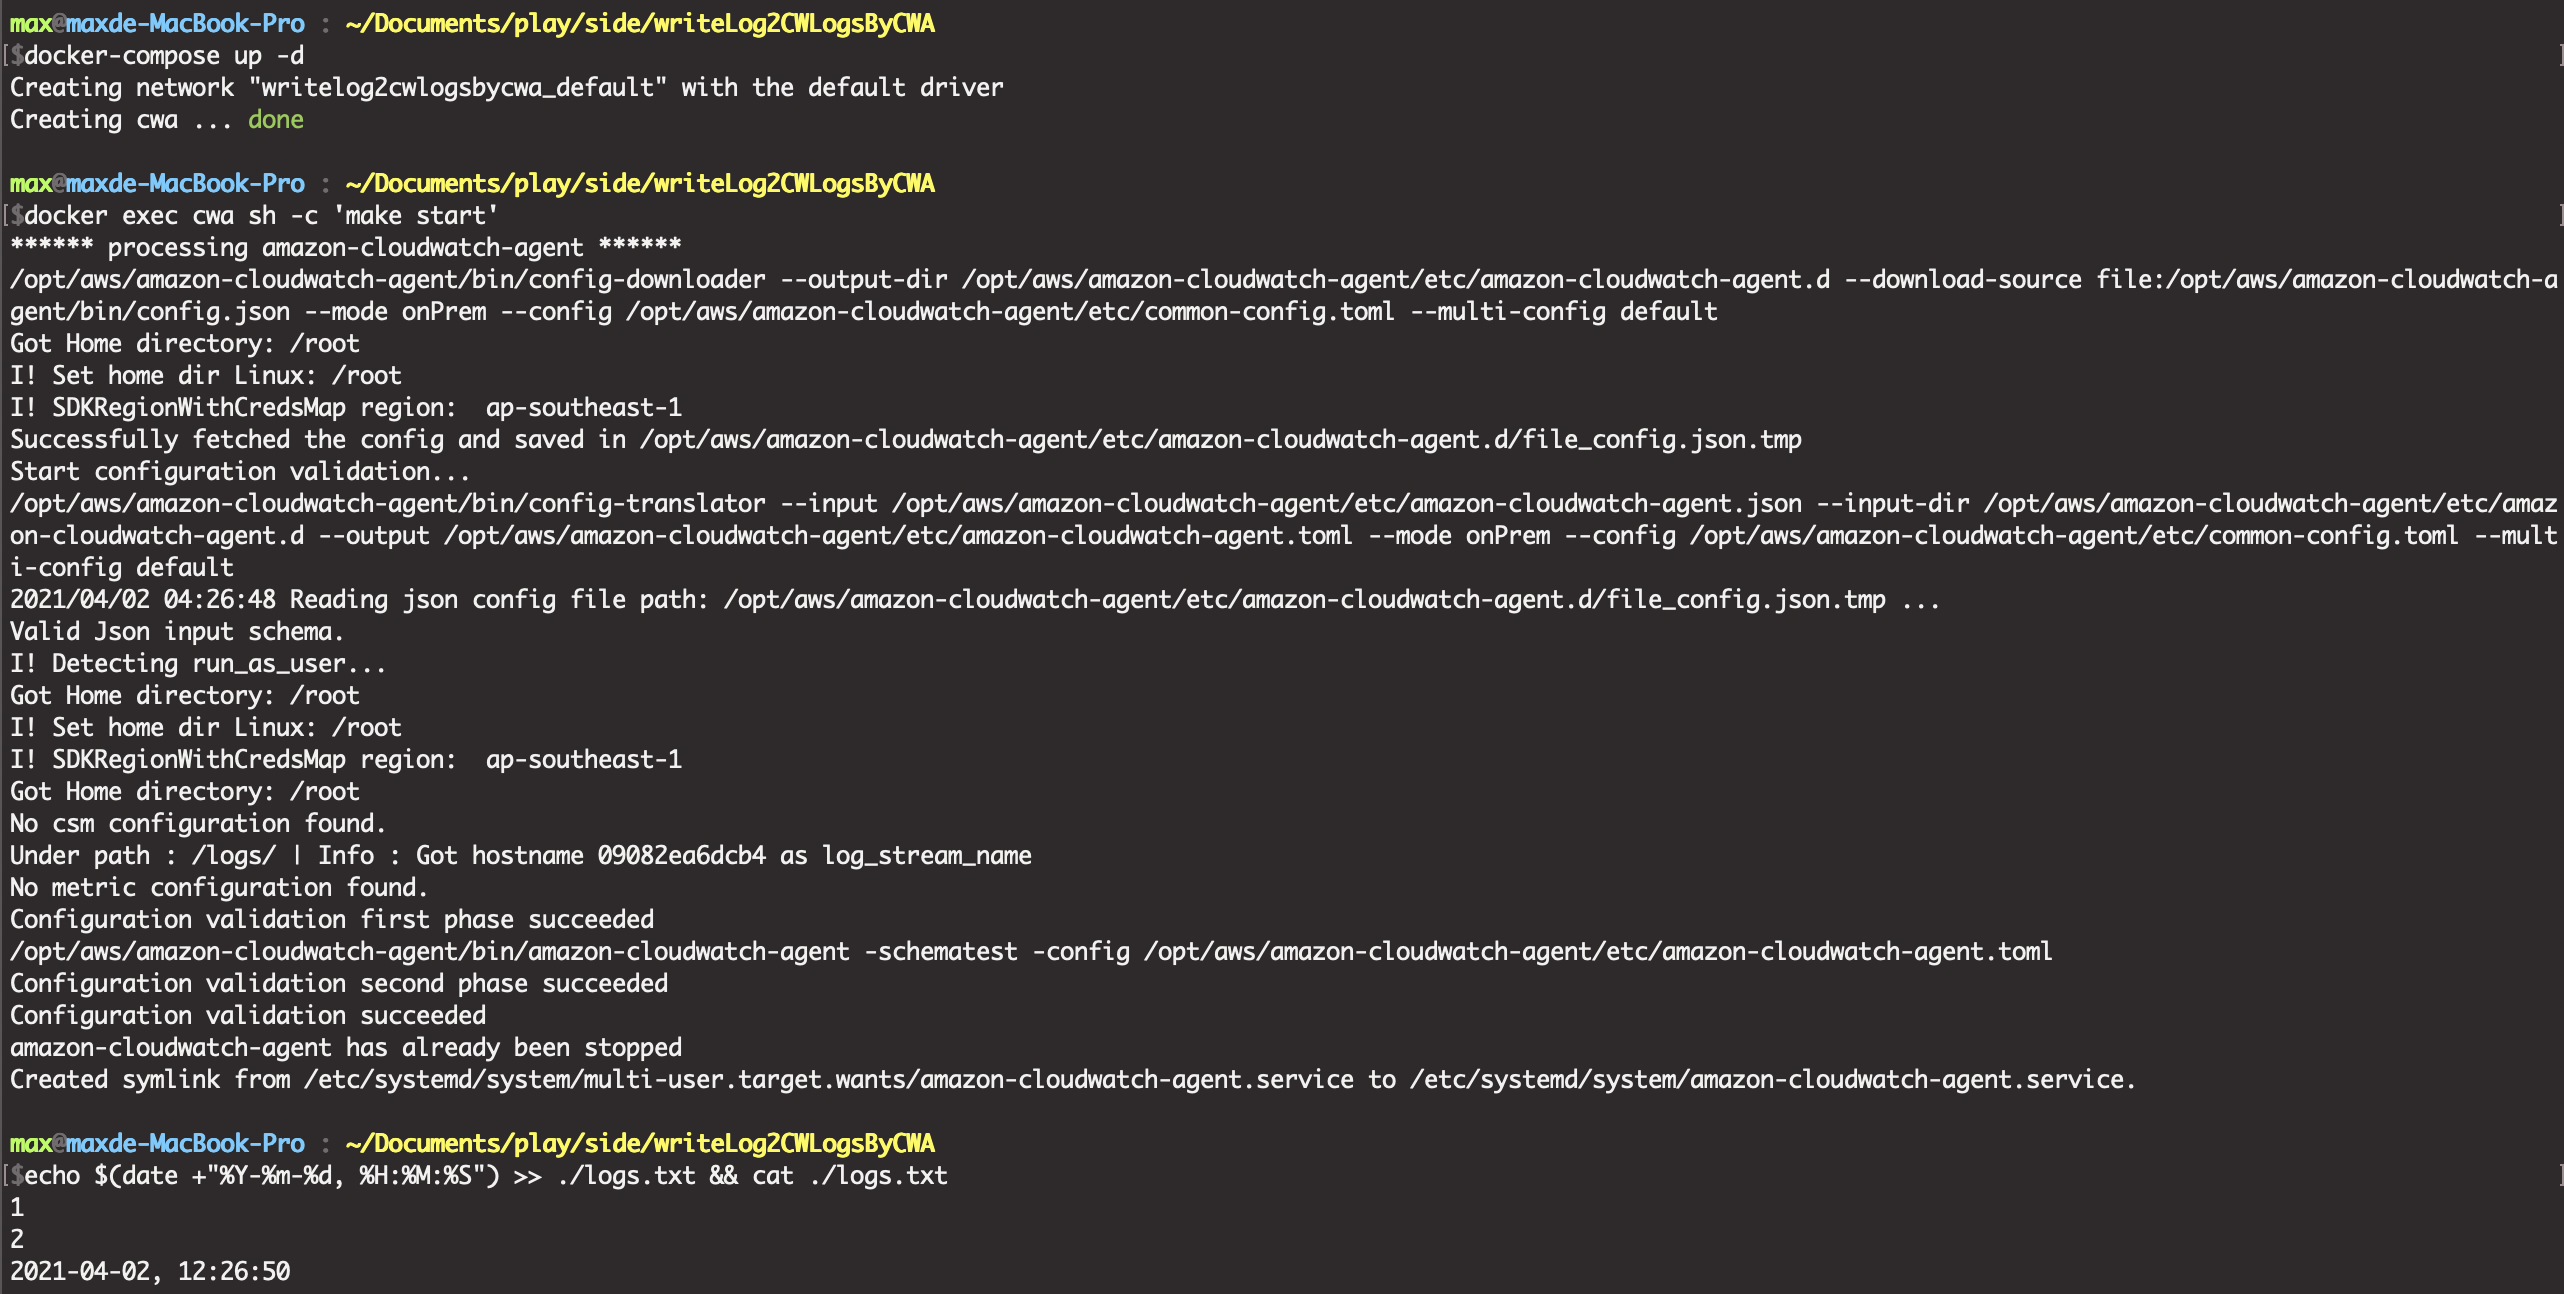 max@maxde-MacBook-Pro : ~/Documents/play/side/writeLog2CWLogsByCWA
[$docker-compose up -d ]
Creating network "writelog2cwlogsbycwa_default" with the default driver
Creating cwa ... done
max@maxde-MacBook-Pro : ~/Documents/play/side/writeLog2CWLogsByCWA
[$docker exec cwa sh -c 'make start' ]
****** processing amazon-cloudwatch-agent ******
/opt/aws/amazon-cloudwatch-agent/bin/config-downloader --output-dir /opt/aws/amazon-cloudwatch-agent/etc/amazon-cloudwatch-agent.d --download-source file:/opt/aws/amazon-cloudwatch-a
gent/bin/config.json --mode onPrem --config /opt/aws/amazon-cloudwatch-agent/etc/common-config.toml --multi-config default
Got Home directory: /root
I! Set home dir Linux: /root
I! SDKRegionWithCredsMap region:  ap-southeast-1
Successfully fetched the config and saved in /opt/aws/amazon-cloudwatch-agent/etc/amazon-cloudwatch-agent.d/file_config.json.tmp
Start configuration validation...
/opt/aws/amazon-cloudwatch-agent/bin/config-translator --input /opt/aws/amazon-cloudwatch-agent/etc/amazon-cloudwatch-agent.json --input-dir /opt/aws/amazon-cloudwatch-agent/etc/amaz
on-cloudwatch-agent.d --output /opt/aws/amazon-cloudwatch-agent/etc/amazon-cloudwatch-agent.toml --mode onPrem --config /opt/aws/amazon-cloudwatch-agent/etc/common-config.toml --mult
i-config default
2021/04/02 04:26:48 Reading json config file path: /opt/aws/amazon-cloudwatch-agent/etc/amazon-cloudwatch-agent.d/file_config.json.tmp ...
Valid Json input schema.
I! Detecting run_as_user...
Got Home directory: /root
I! Set home dir Linux: /root
I! SDKRegionWithCredsMap region:  ap-southeast-1
Got Home directory: /root
No csm configuration found.
Under path : /logs/ | Info : Got hostname 09082ea6dcb4 as log_stream_name
No metric configuration found.
Configuration validation first phase succeeded
/opt/aws/amazon-cloudwatch-agent/bin/amazon-cloudwatch-agent -schematest -config /opt/aws/amazon-cloudwatch-agent/etc/amazon-cloudwatch-agent.toml
Configuration validation second phase succeeded
Configuration validation succeeded
amazon-cloudwatch-agent has already been stopped
Created symlink from /etc/systemd/system/multi-user.target.wants/amazon-cloudwatch-agent.service to /etc/systemd/system/amazon-cloudwatch-agent.service.
max@maxde-MacBook-Pro : ~/Documents/play/side/writeLog2CWLogsByCWA
[$echo $(date +"%Y-%m-%d, %H:%M:%S") >> ./logs.txt && cat ./logs.txt ]
1
2
2021-04-02, 12:26:50